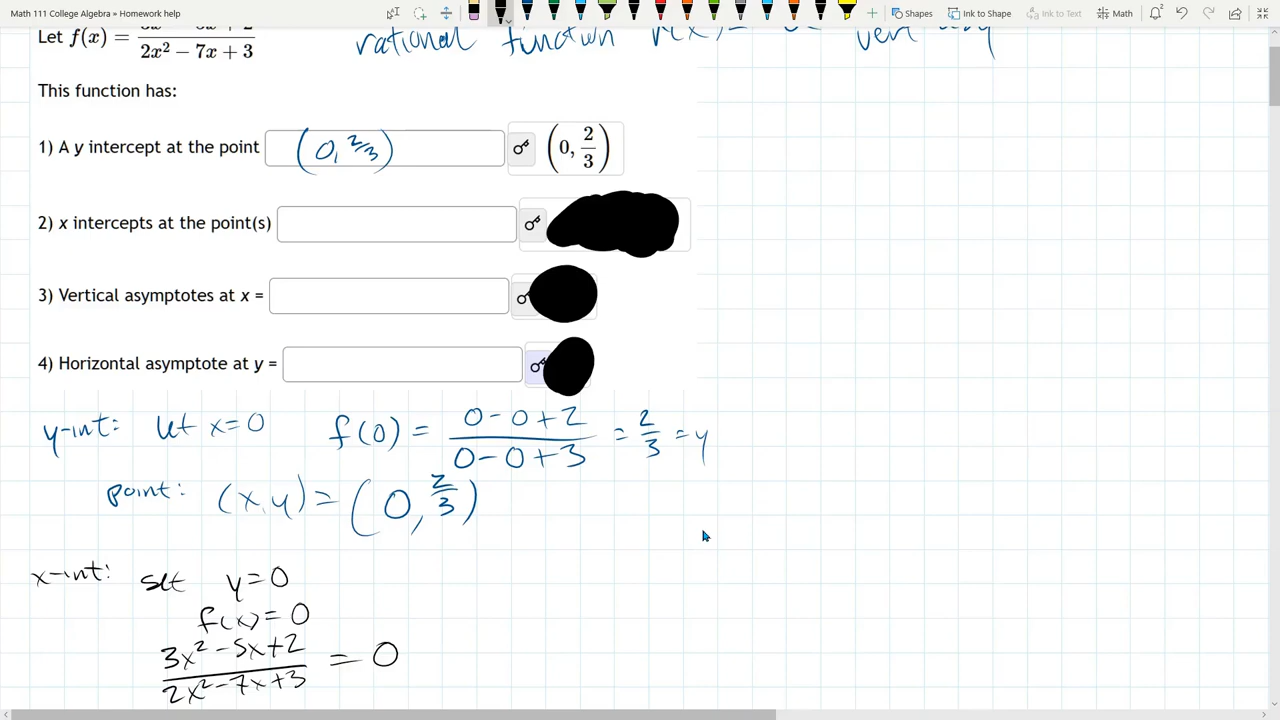 Math 111 College Algebra » Homework help
Shapes
Ink to Shape
Ink to Text
Math
Let f(x) = / 2x² − 7x + 3
rational function
vert asy
This function has:
1) A y intercept at the point (0, 2/3) (0, 2/3)
2) x intercepts at the point(s)
3) Vertical asymptotes at x =
4) Horizontal asymptote at y =
y-int: let x=0 f(0) = (0-0+2)/(0-0+3) = 2/3 = y
point: (x,y) = (0, 2/3)
x-int: set y=0
f(x)=0
(3x²-5x+2)/(2x²-7x+3) = 0